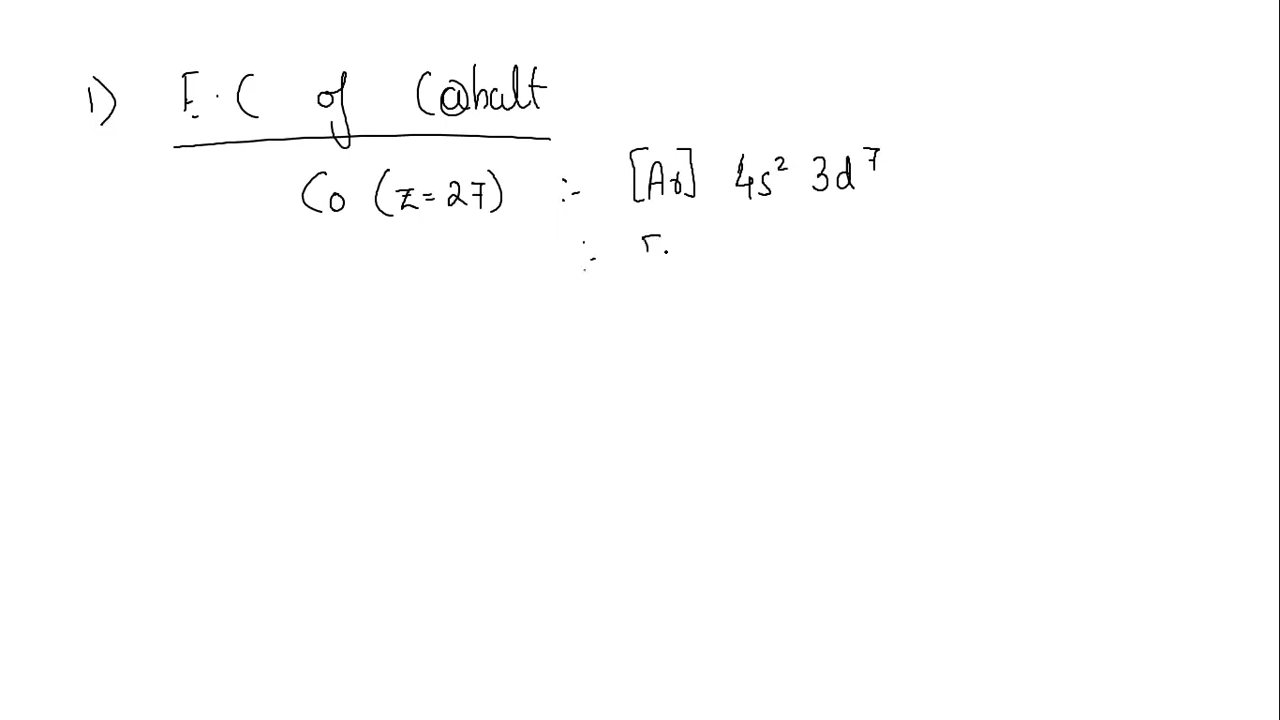 1) E.C of Cobalt
Co (Z=27) :- [Ar] 4s² 3d⁷
:-